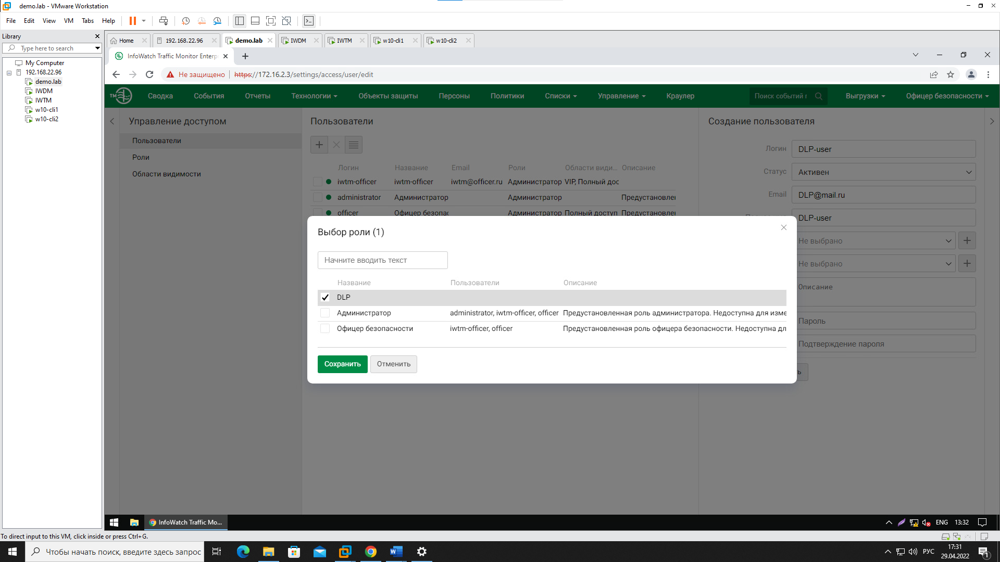 demo.lab - VMware Workstation
File Edit View VM Tabs Help
Library
Type here to search
My Computer
192.168.22.96
demo.lab
IWDM
IWTM
w10-cli1
w10-cli2
Home 192.168.22.96 demo.lab IWDM IWTM w10-cli1 w10-cli2
InfoWatch Traffic Monitor Enterp
Не защищено https://172.16.2.3/settings/access/user/edit
TM Сводка События Отчеты Технологии Объекты защиты Персоны Политики Списки Управление Краулер Поиск событий Выгрузки Офицер безопасности
Управление доступом
Пользователи
Роли
Области видимости
Пользователи
Логин Название Email Роли Области види... Описание
iwtm-officer iwtm-officer iwtm@officer.ru Администратор VIP, Полный дос
administrator Администратор Администратор Предустановлен
officer Офицер безопас Администратор Полный доступ Предустановлен
Создание пользователя
Логин DLP-user
Статус Активен
Email DLP@mail.ru
DLP-user
Не выбрано
Не выбрано
Описание
Пароль
Подтверждение пароля
ь
Выбор роли (1)
Начните вводить текст
Название Пользователи Описание
DLP
Администратор administrator, iwtm-officer, officer Предустановленная роль администратора. Недоступна для изме
Офицер безопасности iwtm-officer, officer Предустановленная роль офицера безопасности. Недоступна дл
Сохранить Отменить
InfoWatch Traffic Mo... ENG 13:32
To direct input to this VM, click inside or press Ctrl+G.
Чтобы начать поиск, введите здесь запрос РУС 17:31
29.04.2022
1